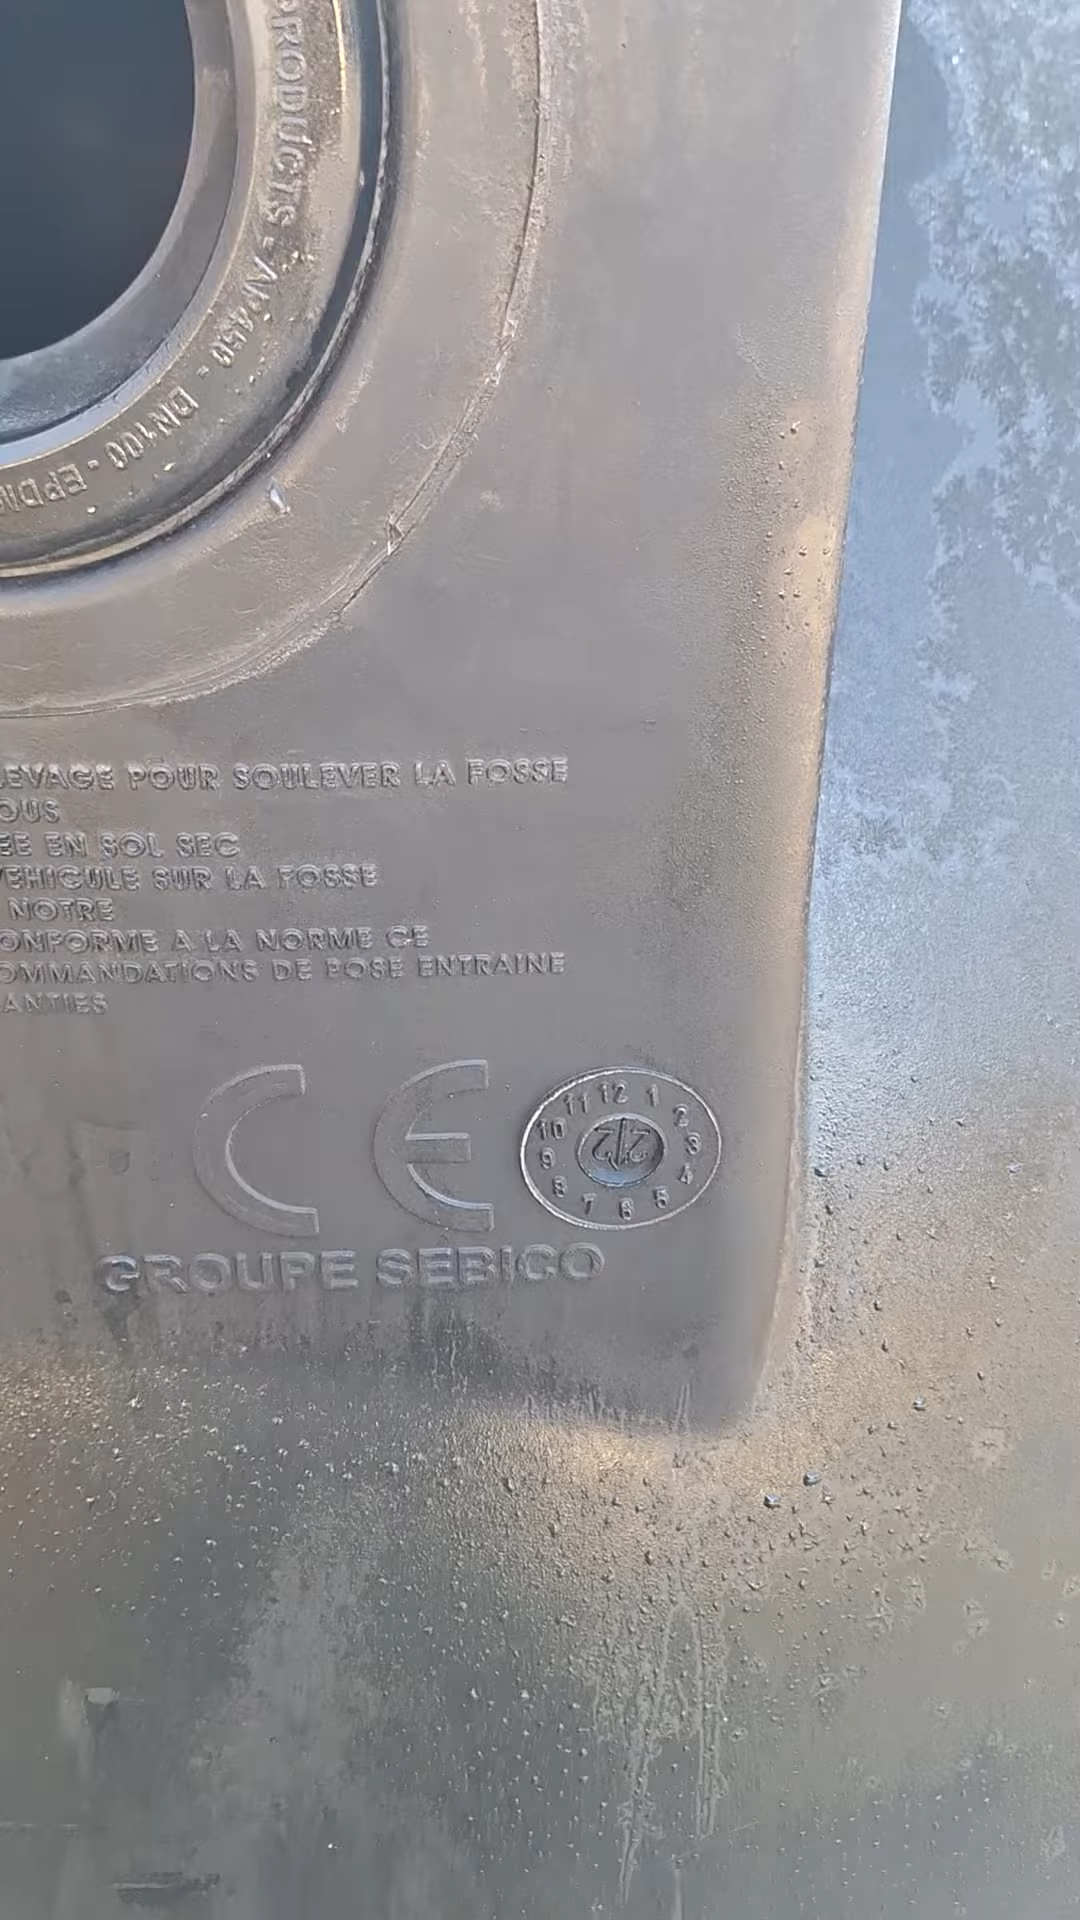 PRODUCTS - AP450 - DN 100 - EPDM
LEVAGE POUR SOULEVER LA FOSSE
OUS
EE EN SOL SEC
VEHICULE SUR LA FOSSE
NOTRE
ONFORME A LA NORME CE
OMMANDATIONS DE POSE ENTRAINE
ANTIES
CE
12 1 2 3 4 5 6 7 8 9 10 11
GROUPE SEBICO